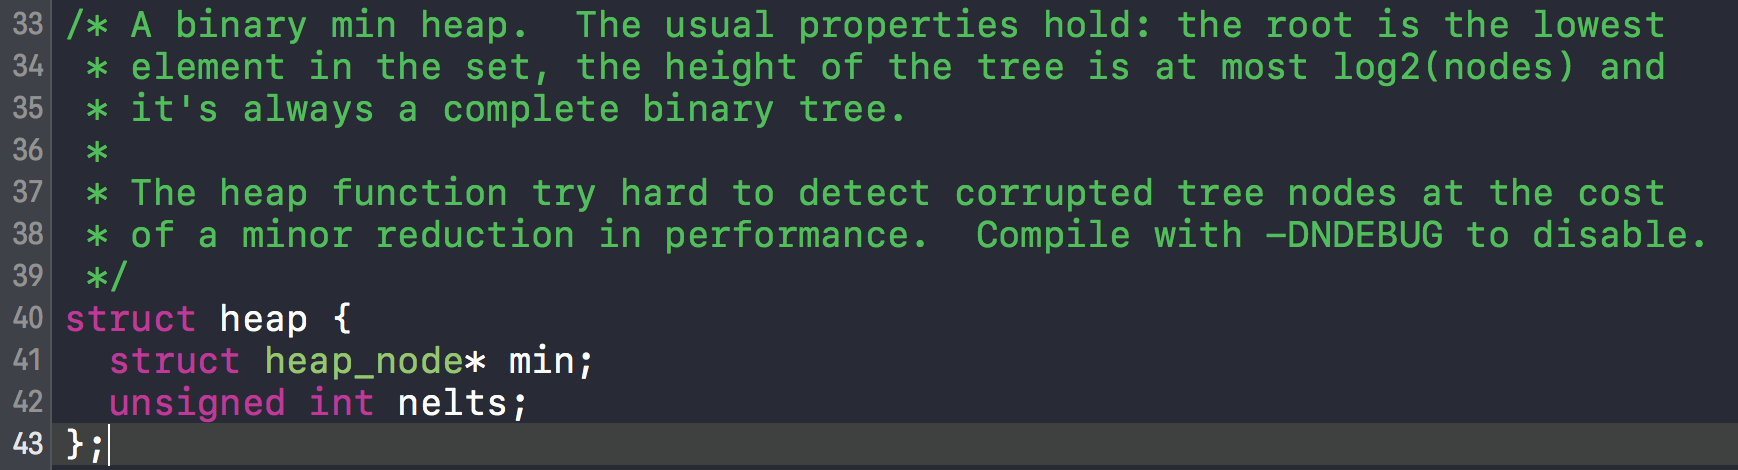 33 /* A binary min heap.  The usual properties hold: the root is the lowest
34  * element in the set, the height of the tree is at most log2(nodes) and
35  * it's always a complete binary tree.
36  *
37  * The heap function try hard to detect corrupted tree nodes at the cost
38  * of a minor reduction in performance.  Compile with -DNDEBUG to disable.
39  */
40 struct heap {
41   struct heap_node* min;
42   unsigned int nelts;
43 };